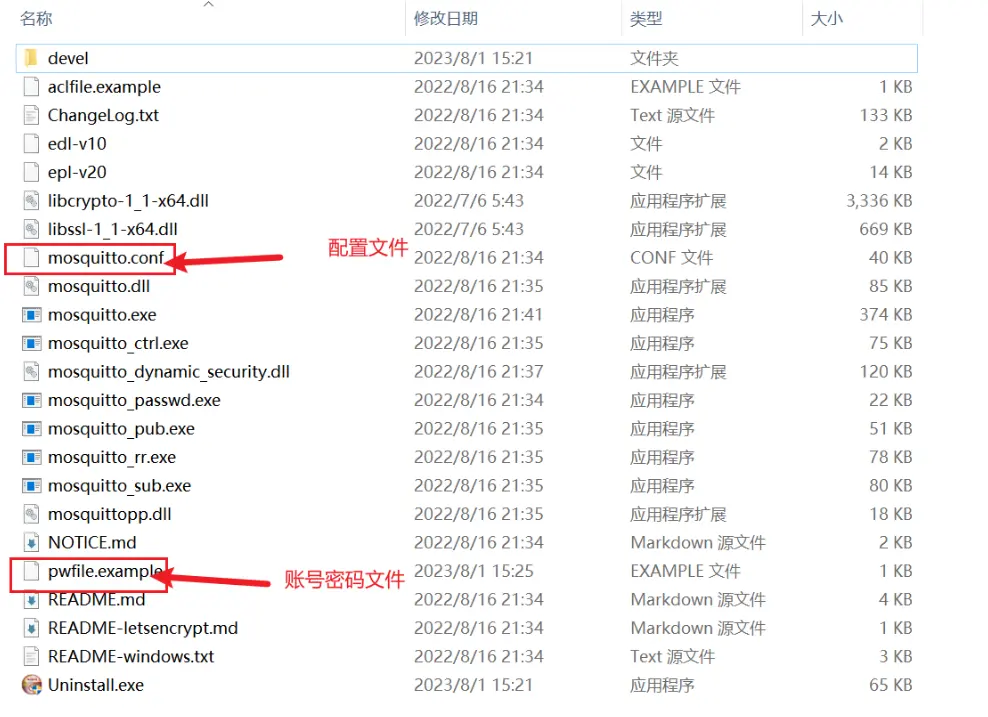 名称 修改日期 类型 大小
devel 2023/8/1 15:21 文件夹
aclfile.example 2022/8/16 21:34 EXAMPLE 文件 1 KB
ChangeLog.txt 2022/8/16 21:34 Text 源文件 133 KB
edl-v10 2022/8/16 21:34 文件 2 KB
epl-v20 2022/8/16 21:34 文件 14 KB
libcrypto-1_1-x64.dll 2022/7/6 5:43 应用程序扩展 3,336 KB
libssl-1_1-x64.dll 2022/7/6 5:43 应用程序扩展 669 KB
配置文件
mosquitto.conf 2022/8/16 21:34 CONF 文件 40 KB
mosquitto.dll 2022/8/16 21:35 应用程序扩展 85 KB
mosquitto.exe 2022/8/16 21:41 应用程序 374 KB
mosquitto_ctrl.exe 2022/8/16 21:35 应用程序 75 KB
mosquitto_dynamic_security.dll 2022/8/16 21:37 应用程序扩展 120 KB
mosquitto_passwd.exe 2022/8/16 21:34 应用程序 22 KB
mosquitto_pub.exe 2022/8/16 21:35 应用程序 51 KB
mosquitto_rr.exe 2022/8/16 21:35 应用程序 78 KB
mosquitto_sub.exe 2022/8/16 21:35 应用程序 80 KB
mosquittopp.dll 2022/8/16 21:35 应用程序扩展 18 KB
NOTICE.md 2022/8/16 21:34 Markdown 源文件 2 KB
pwfile.example 2023/8/1 15:25 EXAMPLE 文件 1 KB
账号密码文件
README.md 2022/8/16 21:34 Markdown 源文件 4 KB
README-letsencrypt.md 2022/8/16 21:34 Markdown 源文件 1 KB
README-windows.txt 2022/8/16 21:34 Text 源文件 3 KB
Uninstall.exe 2023/8/1 15:21 应用程序 65 KB